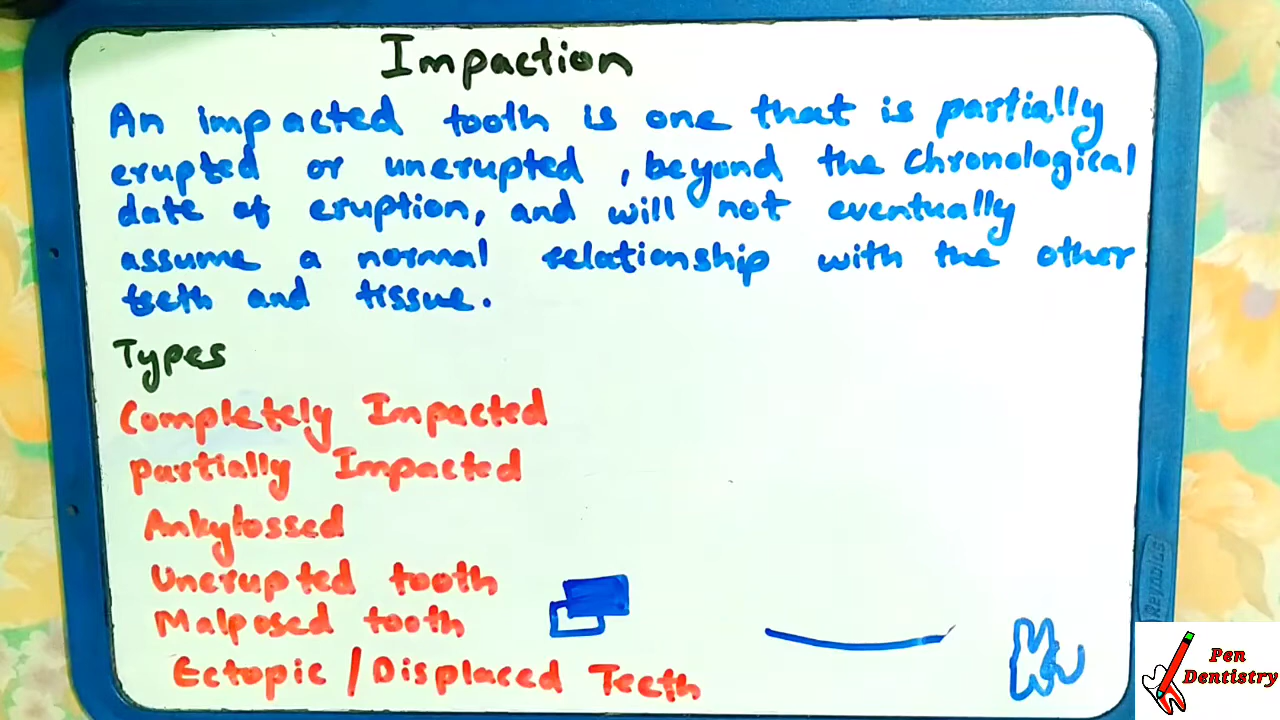 Impaction
An impacted tooth is one that is partially
erupted or unerupted, beyond the chronological
date of eruption, and will not eventually
assume a normal relationship with the other
teeth and tissue.
Types
Completely Impacted
partially Impacted
Ankylossed
Unerupted tooth
Malposed tooth
Ectopic / Displaced Teeth
Reynolds
Pen
Dentistry